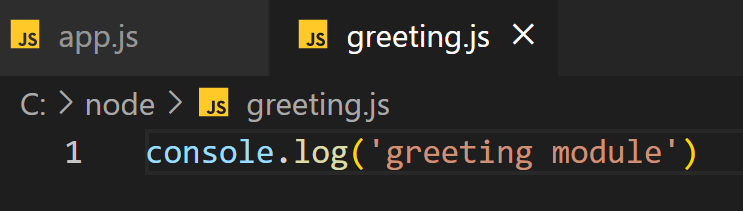 JS app.js JS greeting.js ×
C: > node > JS greeting.js
1 console.log('greeting module')